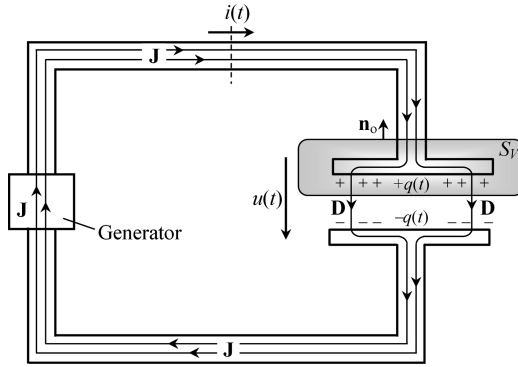 i(t)
J
n₀
S_V
+ + + +q(t) + + +
J
u(t)
D
D
− − − −q(t) − − −
Generator
J